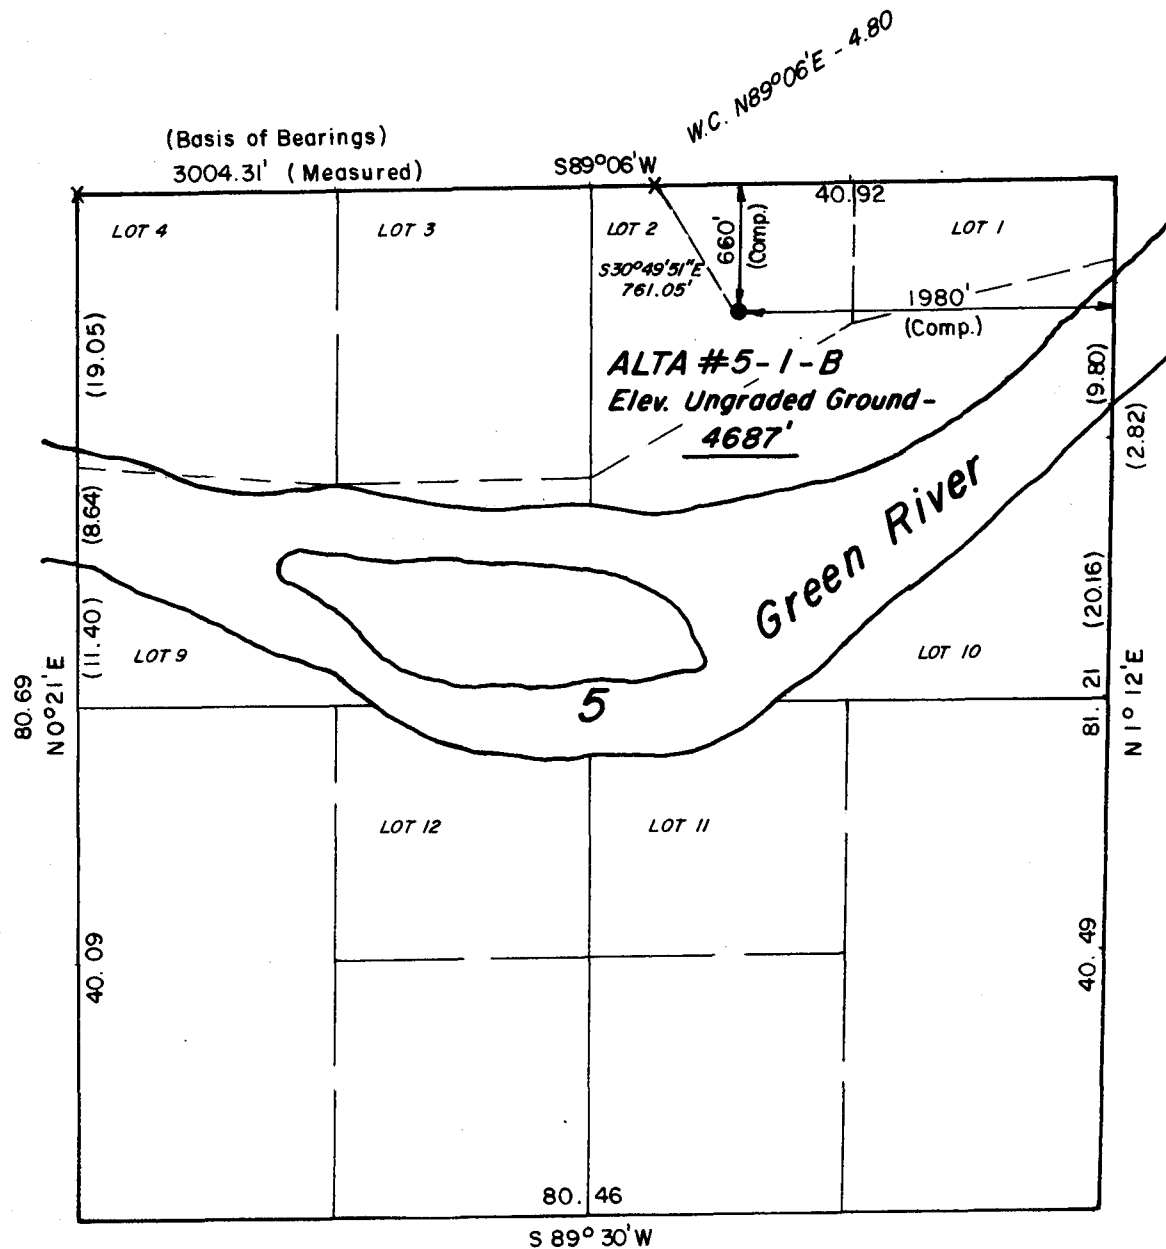 W.C. N89°06'E - 4.80
(Basis of Bearings)
3004.31' (Measured)
S89°06'W
40.92
LOT 4
LOT 3
LOT 2
LOT 1
660'
(Comp.)
S30°49'51"E
761.05'
1980'
(Comp.)
ALTA #5-1-B
Elev. Ungraded Ground-
4687'
(19.05)
(9.80)
(2.82)
(8.64)
Green River
(11.40)
(20.16)
LOT 9
LOT 10
80.69
N0°21'E
5
81.21
N1°12'E
LOT 12
LOT 11
40.09
40.49
80.46
S 89° 30'W